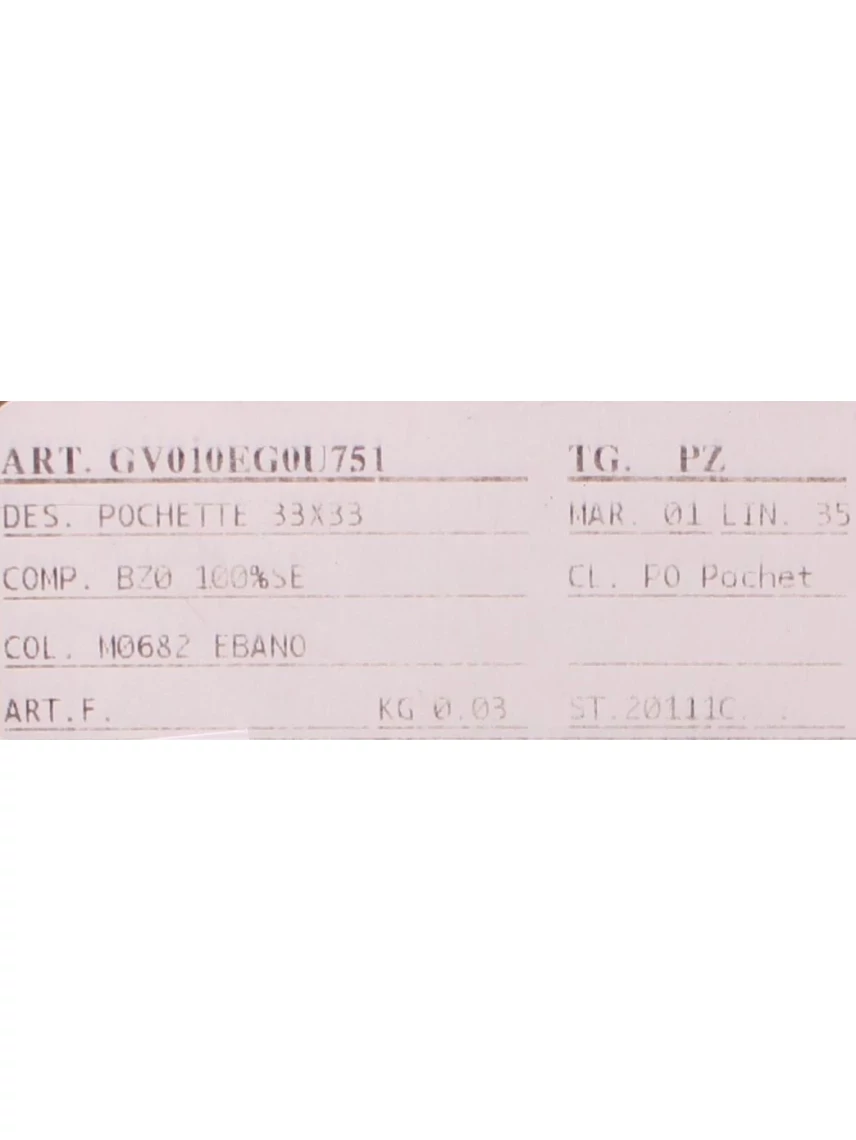 ART. GV010EG0U751 TG. PZ
DES. POCHETTE 33X33 MAR. 01 LIN. 35
COMP. BZ0 100%SE CL. PO Pochet
COL. M0682 EBANO
ART.F. KG 0.03 ST.20111C